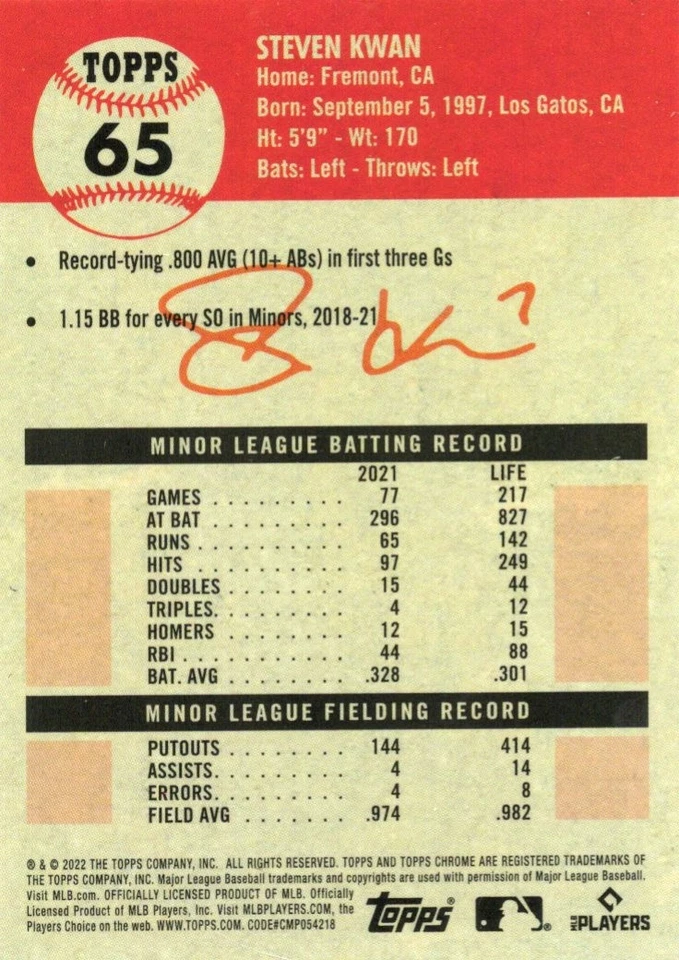 TOPPS
65
STEVEN KWAN
Home: Fremont, CA
Born: September 5, 1997, Los Gatos, CA
Ht: 5'9" - Wt: 170
Bats: Left - Throws: Left
• Record-tying .800 AVG (10+ ABs) in first three Gs
• 1.15 BB for every SO in Minors, 2018-21
MINOR LEAGUE BATTING RECORD
2021 LIFE
GAMES . . . . . . . . . 77 217
AT BAT . . . . . . . . . 296 827
RUNS . . . . . . . . . . 65 142
HITS . . . . . . . . . . 97 249
DOUBLES . . . . . . . . 15 44
TRIPLES. . . . . . . . . 4 12
HOMERS . . . . . . . . 12 15
RBI . . . . . . . . . . . 44 88
BAT. AVG . . . . . . . . .328 .301
MINOR LEAGUE FIELDING RECORD
PUTOUTS . . . . . . . . 144 414
ASSISTS. . . . . . . . . 4 14
ERRORS. . . . . . . . . 4 8
FIELD AVG . . . . . . . .974 .982
® & © 2022 THE TOPPS COMPANY, INC. ALL RIGHTS RESERVED. TOPPS AND TOPPS CHROME ARE REGISTERED TRADEMARKS OF
THE TOPPS COMPANY, INC. Major League Baseball trademarks and copyrights are used with permission of Major League Baseball.
Visit MLB.com. OFFICIALLY LICENSED PRODUCT OF MLB. Officially
Licensed Product of MLB Players, Inc. Visit MLBPLAYERS.COM, the
Players Choice on the web. WWW.TOPPS.COM. CODE#CMP054218
Topps® ® MLB PLAYERS